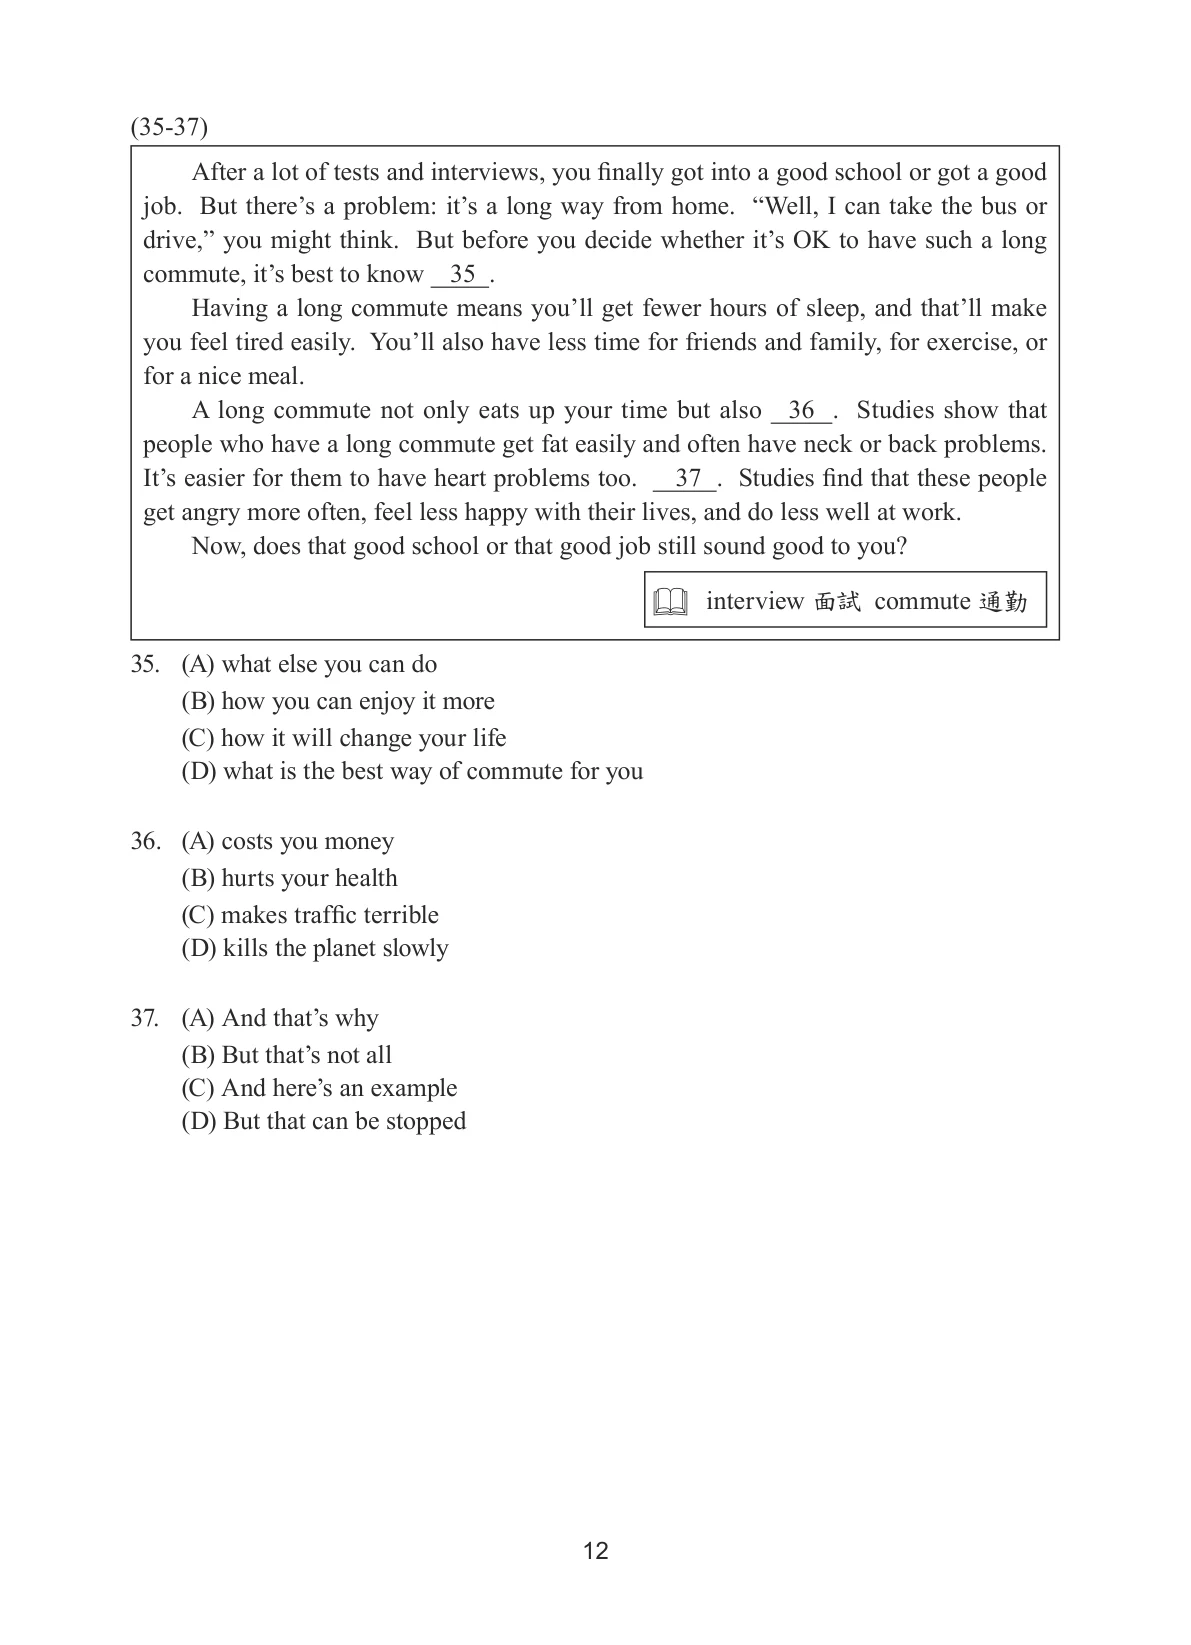 (35-37)
After a lot of tests and interviews, you finally got into a good school or got a good
job. But there’s a problem: it’s a long way from home. “Well, I can take the bus or
drive,” you might think. But before you decide whether it’s OK to have such a long
commute, it’s best to know 35 .
Having a long commute means you’ll get fewer hours of sleep, and that’ll make
you feel tired easily. You’ll also have less time for friends and family, for exercise, or
for a nice meal.
A long commute not only eats up your time but also 36 . Studies show that
people who have a long commute get fat easily and often have neck or back problems.
It’s easier for them to have heart problems too. 37 . Studies find that these people
get angry more often, feel less happy with their lives, and do less well at work.
Now, does that good school or that good job still sound good to you?
interview 面試 commute 通勤
35. (A) what else you can do
(B) how you can enjoy it more
(C) how it will change your life
(D) what is the best way of commute for you
36. (A) costs you money
(B) hurts your health
(C) makes traffic terrible
(D) kills the planet slowly
37. (A) And that’s why
(B) But that’s not all
(C) And here’s an example
(D) But that can be stopped
12